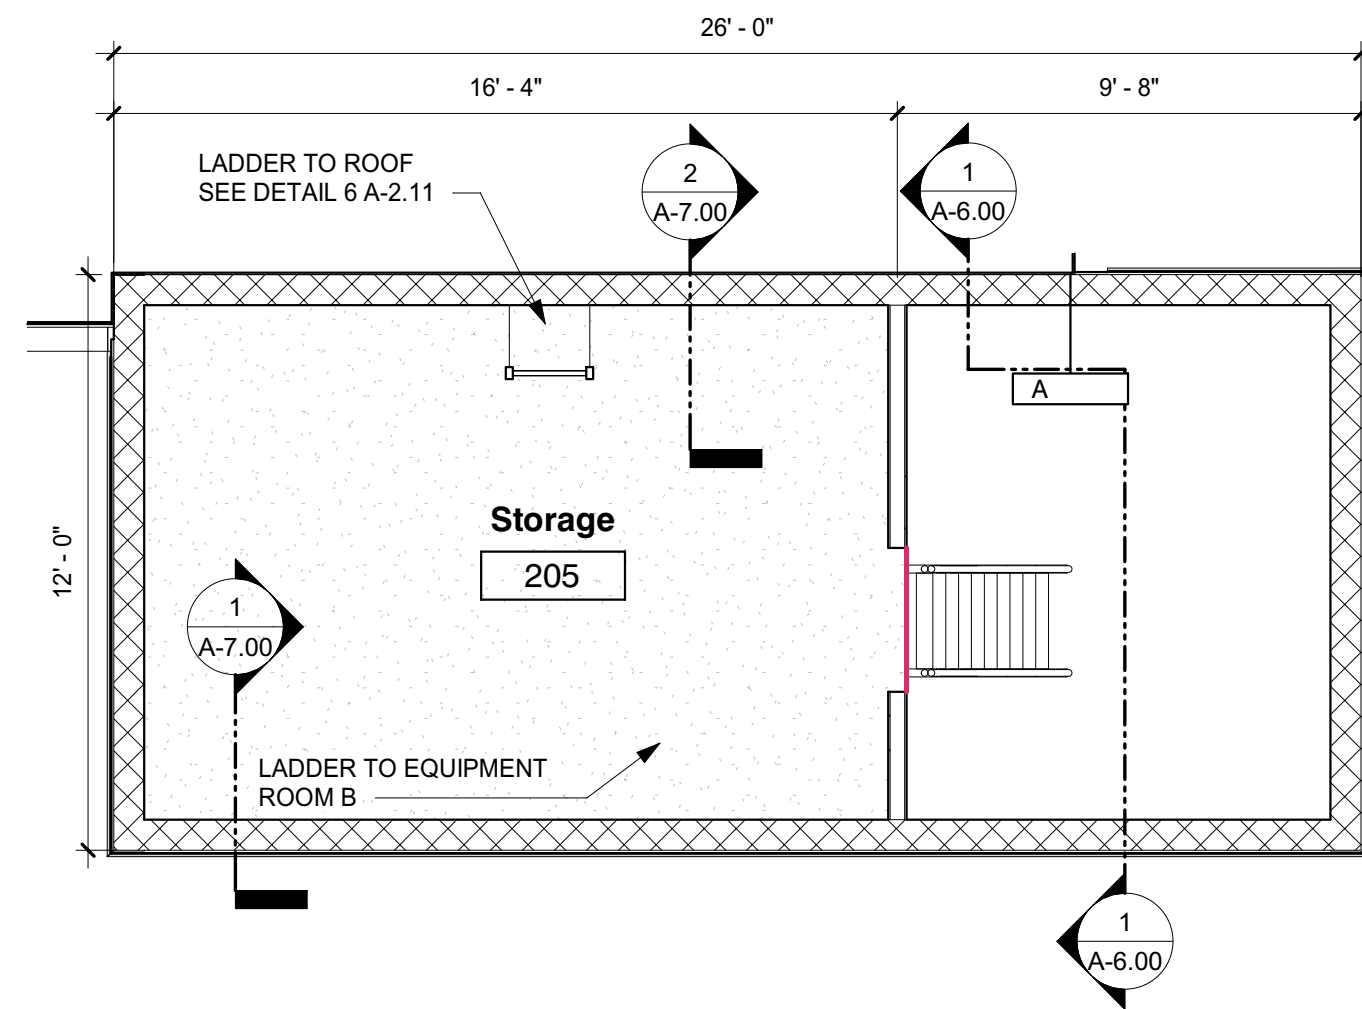 26' - 0"
16' - 4"
9' - 8"
LADDER TO ROOF
SEE DETAIL 6 A-2.11
2
A-7.00
1
A-6.00
A
12' - 0"
Storage
205
1
A-7.00
LADDER TO EQUIPMENT
ROOM B
1
A-6.00